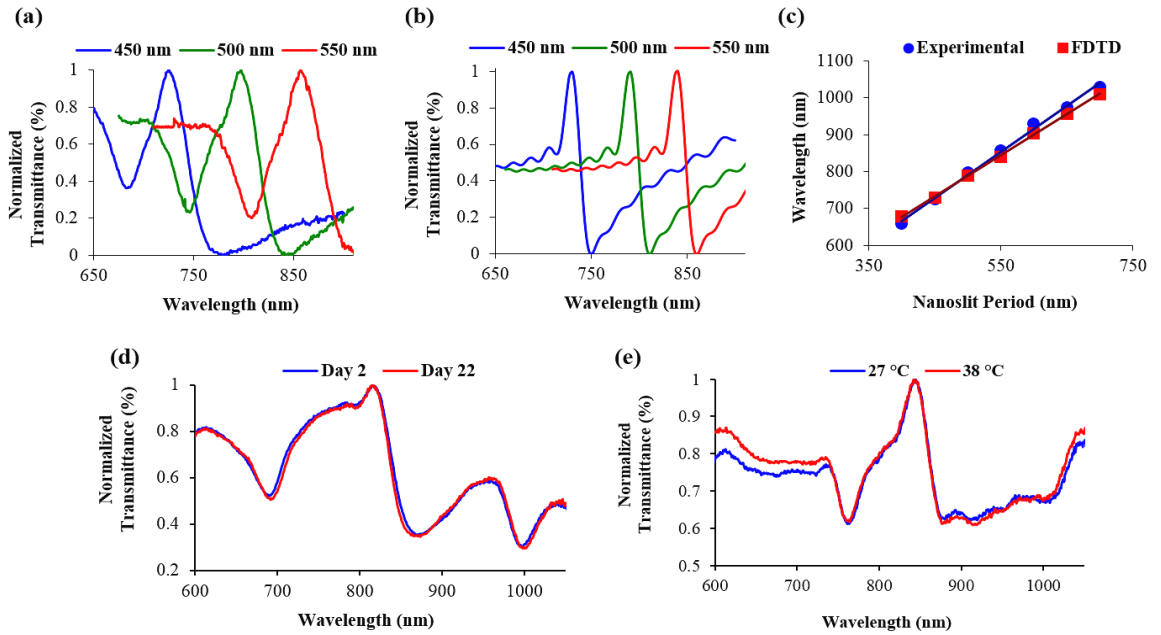 (a)
450 nm 500 nm 550 nm
Normalized
Transmittance (%)
1
0.8
0.6
0.4
0.2
0
650 750 850
Wavelength (nm)
(b)
450 nm 500 nm 550 nm
Normalized
Transmittance (%)
1
0.8
0.6
0.4
0.2
0
650 750 850
Wavelength (nm)
(c)
Experimental FDTD
Wavelength (nm)
1100
1000
900
800
700
600
350 550 750
Nanoslit Period (nm)
(d)
Day 2 Day 22
Normalized
Transmittance (%)
1
0.8
0.6
0.4
0.2
600 700 800 900 1000
Wavelength (nm)
(e)
27 °C 38 °C
Normalized
Transmittance (%)
1
0.9
0.8
0.7
0.6
0.5
600 700 800 900 1000
Wavelength (nm)